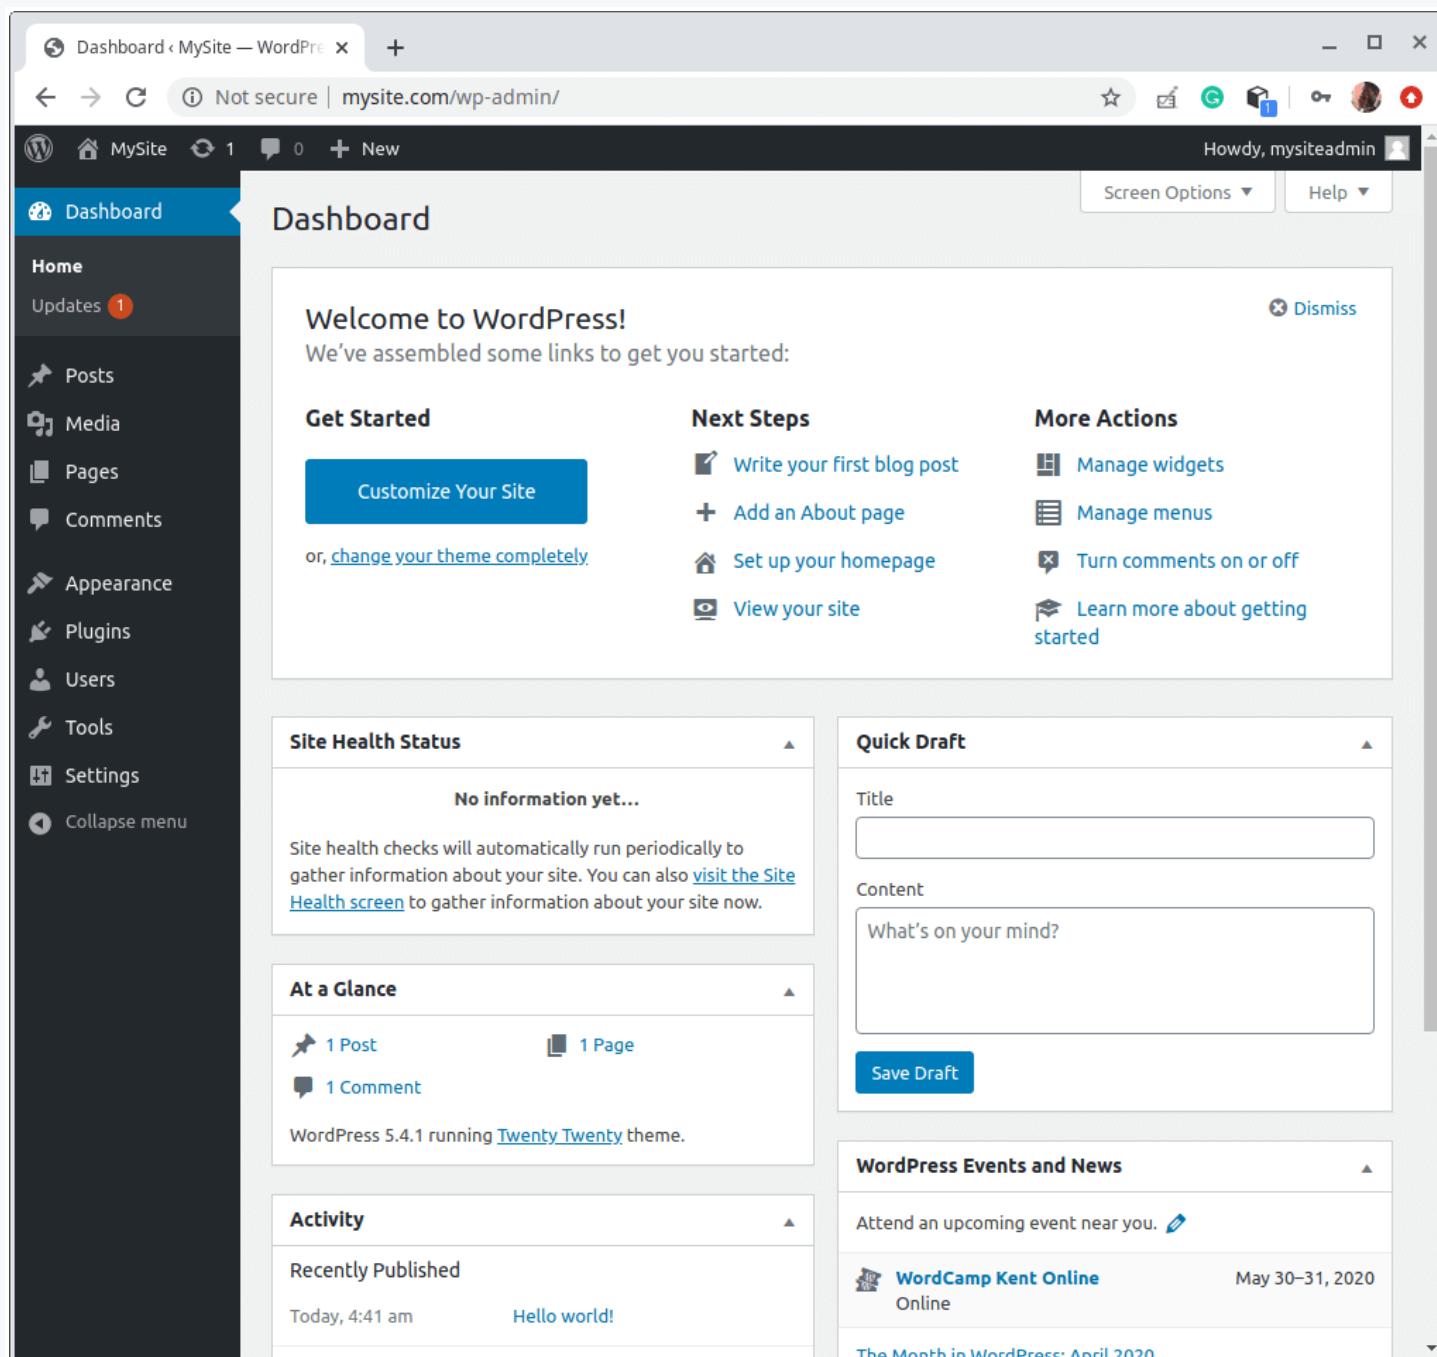 Dashboard ‹ MySite — WordPre
Not secure | mysite.com/wp-admin/
1
MySite 1 0 New
Howdy, mysiteadmin
Dashboard
Home
Updates 1
Posts
Media
Pages
Comments
Appearance
Plugins
Users
Tools
Settings
Collapse menu
Screen Options
Help
Dashboard
Welcome to WordPress!
We've assembled some links to get you started:
Dismiss
Get Started
Customize Your Site
or, change your theme completely
Next Steps
Write your first blog post
Add an About page
Set up your homepage
View your site
More Actions
Manage widgets
Manage menus
Turn comments on or off
Learn more about getting
started
Site Health Status
No information yet…
Site health checks will automatically run periodically to
gather information about your site. You can also visit the Site
Health screen to gather information about your site now.
At a Glance
1 Post
1 Page
1 Comment
WordPress 5.4.1 running Twenty Twenty theme.
Activity
Recently Published
Today, 4:41 am
Hello world!
Quick Draft
Title
Content
What's on your mind?
Save Draft
WordPress Events and News
Attend an upcoming event near you.
WordCamp Kent Online
Online
May 30–31, 2020
The Month in WordPress: April 2020